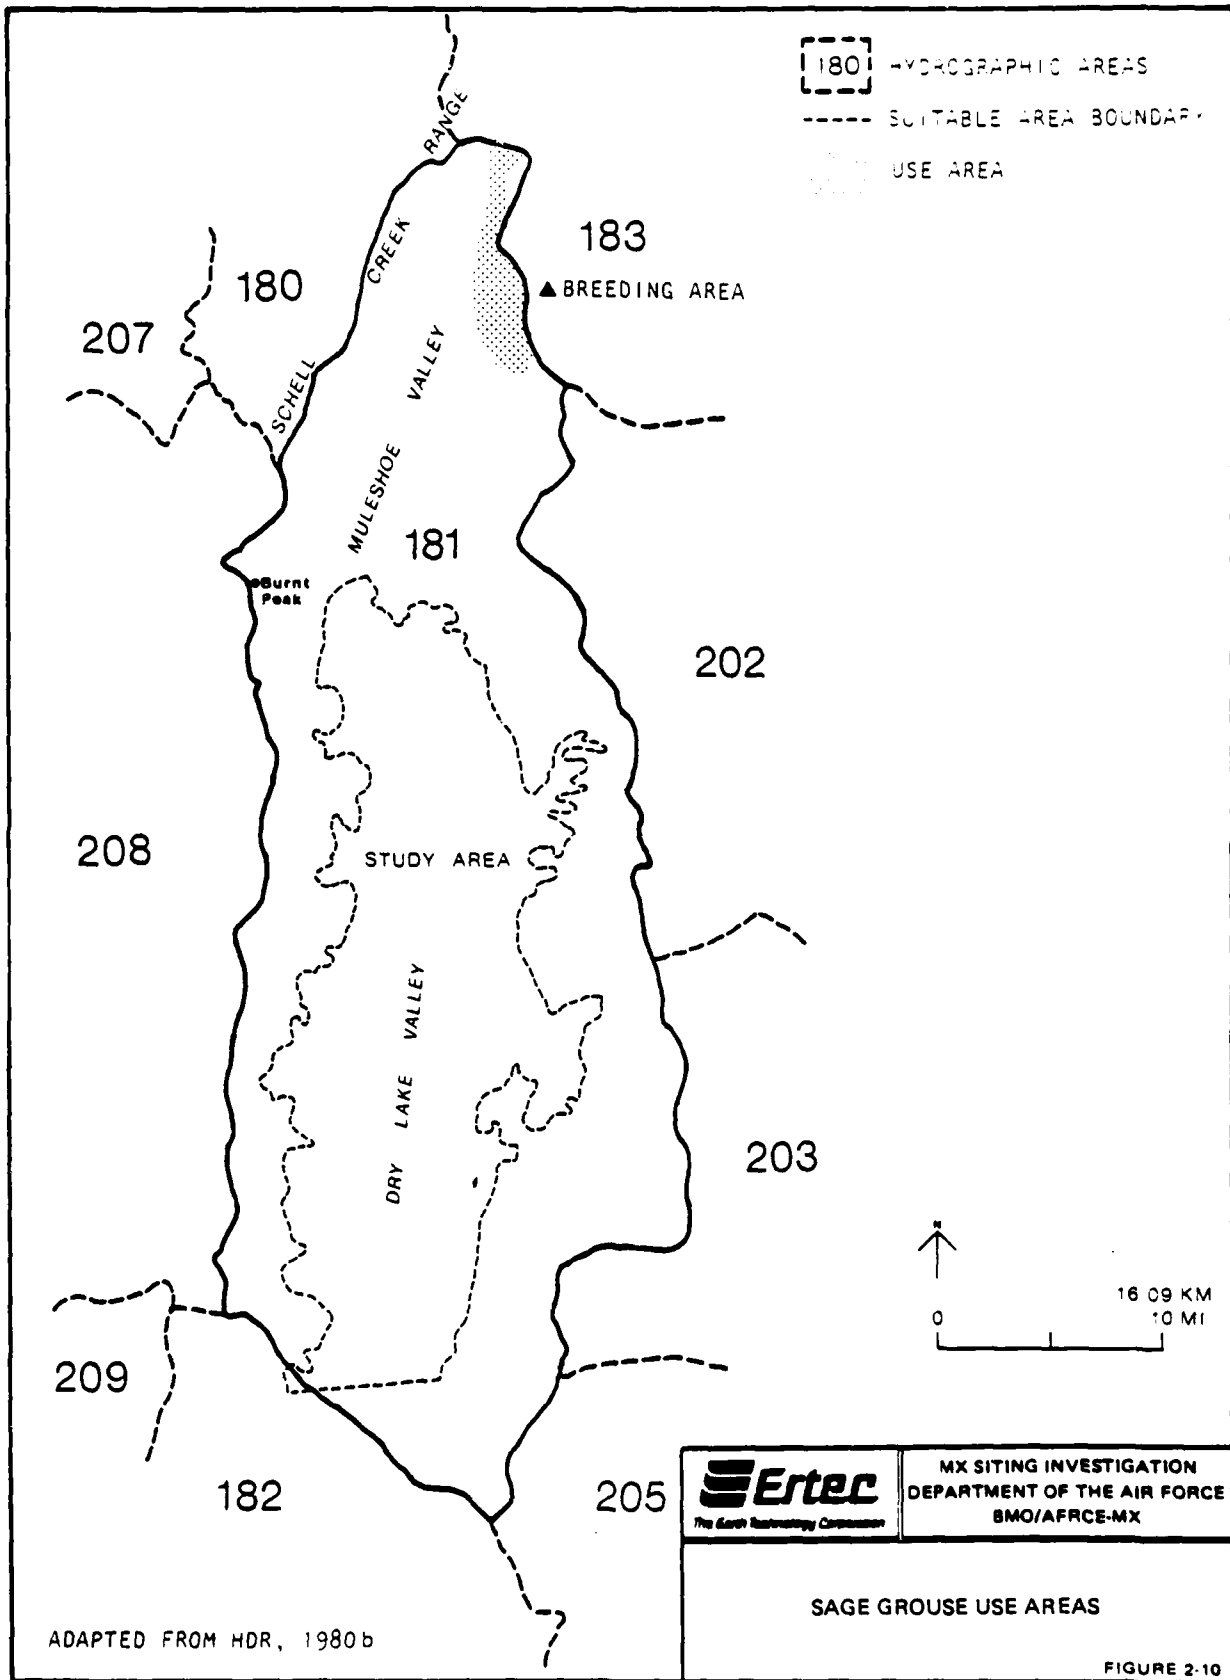 180 HYDROGRAPHIC AREAS
SUITABLE AREA BOUNDARY
USE AREA
SCHELL CREEK RANGE
183
180
BREEDING AREA
207
MULESHOE VALLEY
181
Burnt
Peak
202
208
STUDY AREA
DRY LAKE VALLEY
203
N
16 09 KM
0
10 MI
209
182
205
Ertec
The Earth Technology Corporation
MX SITING INVESTIGATION
DEPARTMENT OF THE AIR FORCE
BMO/AFRCE-MX
SAGE GROUSE USE AREAS
ADAPTED FROM HDR, 1980b
FIGURE 2-10